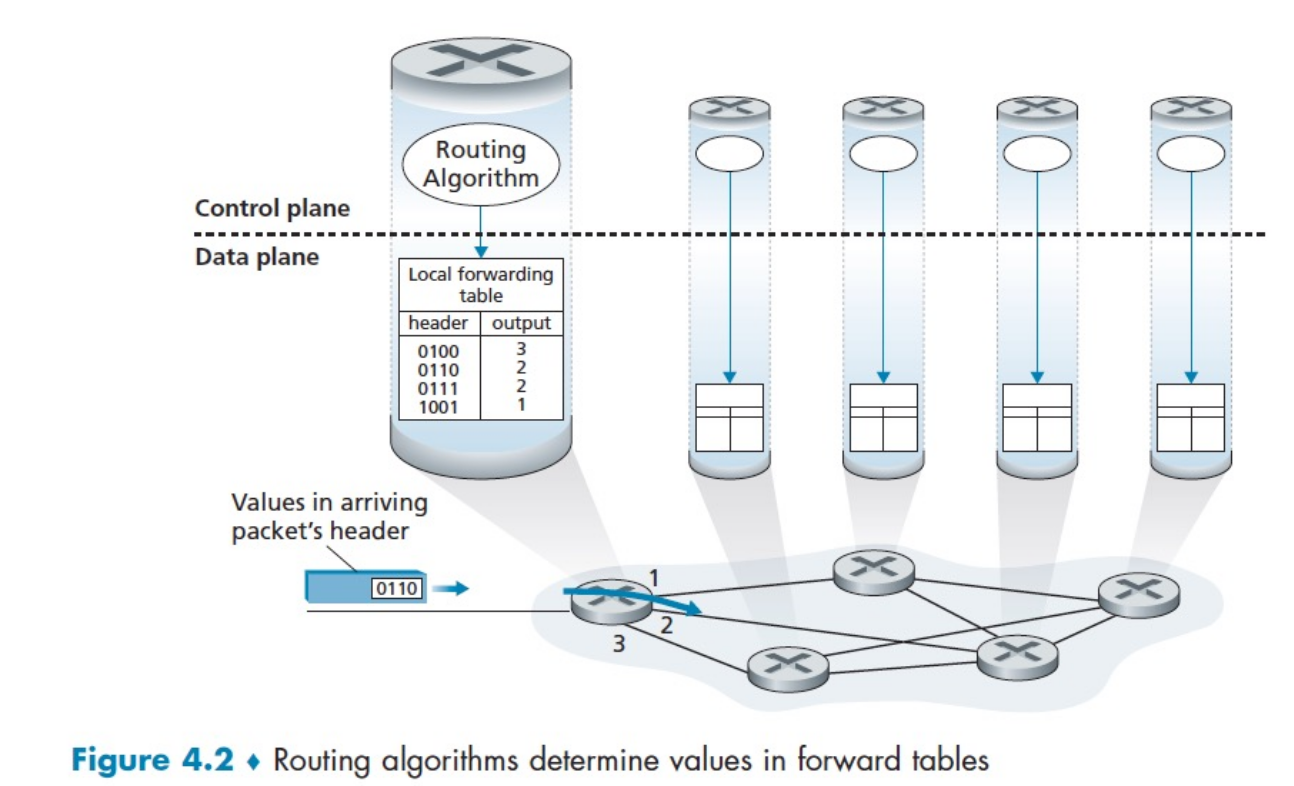 Routing
Algorithm
Control plane
Data plane
Local forwarding
table
header output
0100 3
0110 2
0111 2
1001 1
Values in arriving
packet’s header
0110
1
2
3
Figure 4.2 ♦ Routing algorithms determine values in forward tables